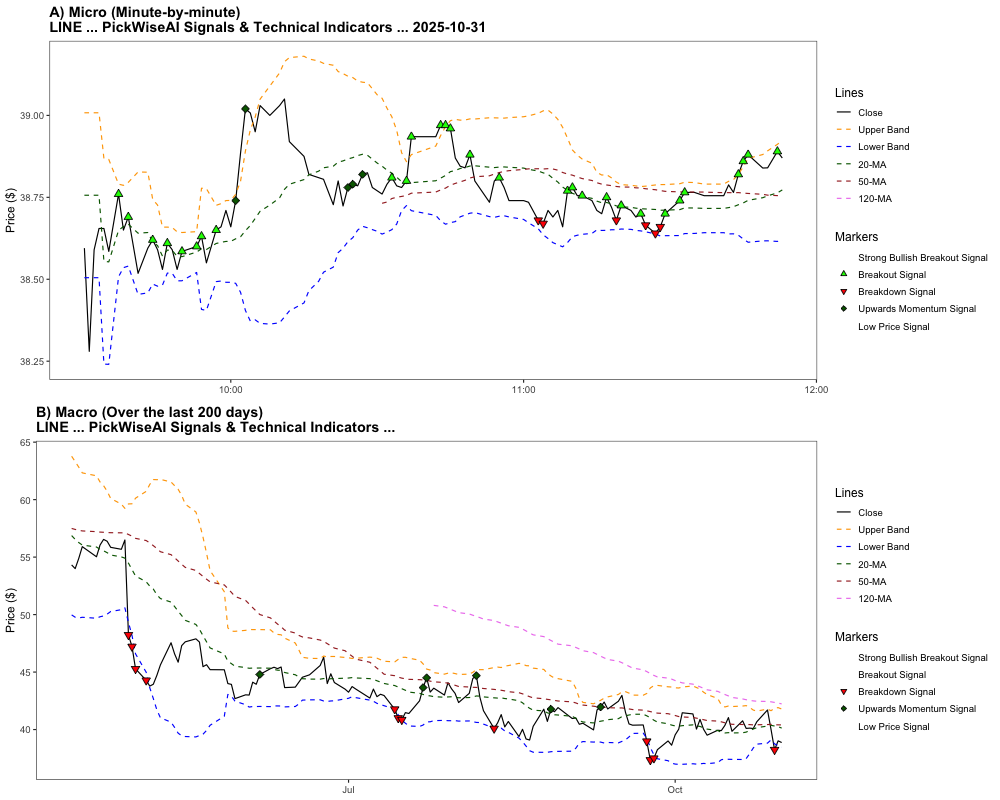 A) Micro (Minute-by-minute)
LINE ... PickWiseAI Signals & Technical Indicators ... 2025-10-31
Price ($)
39.00
38.75
38.50
38.25
10:00
11:00
12:00
Lines
Close
Upper Band
Lower Band
20-MA
50-MA
120-MA
Markers
Strong Bullish Breakout Signal
Breakout Signal
Breakdown Signal
Upwards Momentum Signal
Low Price Signal
B) Macro (Over the last 200 days)
LINE ... PickWiseAI Signals & Technical Indicators ...
Price ($)
65
60
55
50
45
40
Jul
Oct
Lines
Close
Upper Band
Lower Band
20-MA
50-MA
120-MA
Markers
Strong Bullish Breakout Signal
Breakout Signal
Breakdown Signal
Upwards Momentum Signal
Low Price Signal